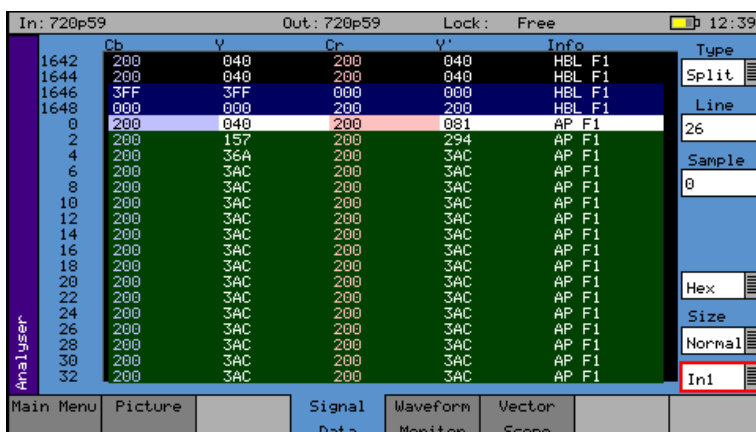 In: 720p59 Out: 720p59 Lock: Free 12:39
Cb Y Cr Y' Info
1642 200 040 200 040 HBL F1
1644 200 040 200 040 HBL F1
1646 3FF 3FF 000 000 HBL F1
1648 000 000 200 200 HBL F1
0 200 040 200 081 AP F1
2 200 157 200 294 AP F1
4 200 36A 200 3AC AP F1
6 200 3AC 200 3AC AP F1
8 200 3AC 200 3AC AP F1
10 200 3AC 200 3AC AP F1
12 200 3AC 200 3AC AP F1
14 200 3AC 200 3AC AP F1
16 200 3AC 200 3AC AP F1
18 200 3AC 200 3AC AP F1
20 200 3AC 200 3AC AP F1
22 200 3AC 200 3AC AP F1
24 200 3AC 200 3AC AP F1
26 200 3AC 200 3AC AP F1
28 200 3AC 200 3AC AP F1
30 200 3AC 200 3AC AP F1
32 200 3AC 200 3AC AP F1
Analyser
Type
Split
Line
26
Sample
0
Hex
Size
Normal
In1
Main Menu Picture Signal Waveform Vector
Data Monitor Scope